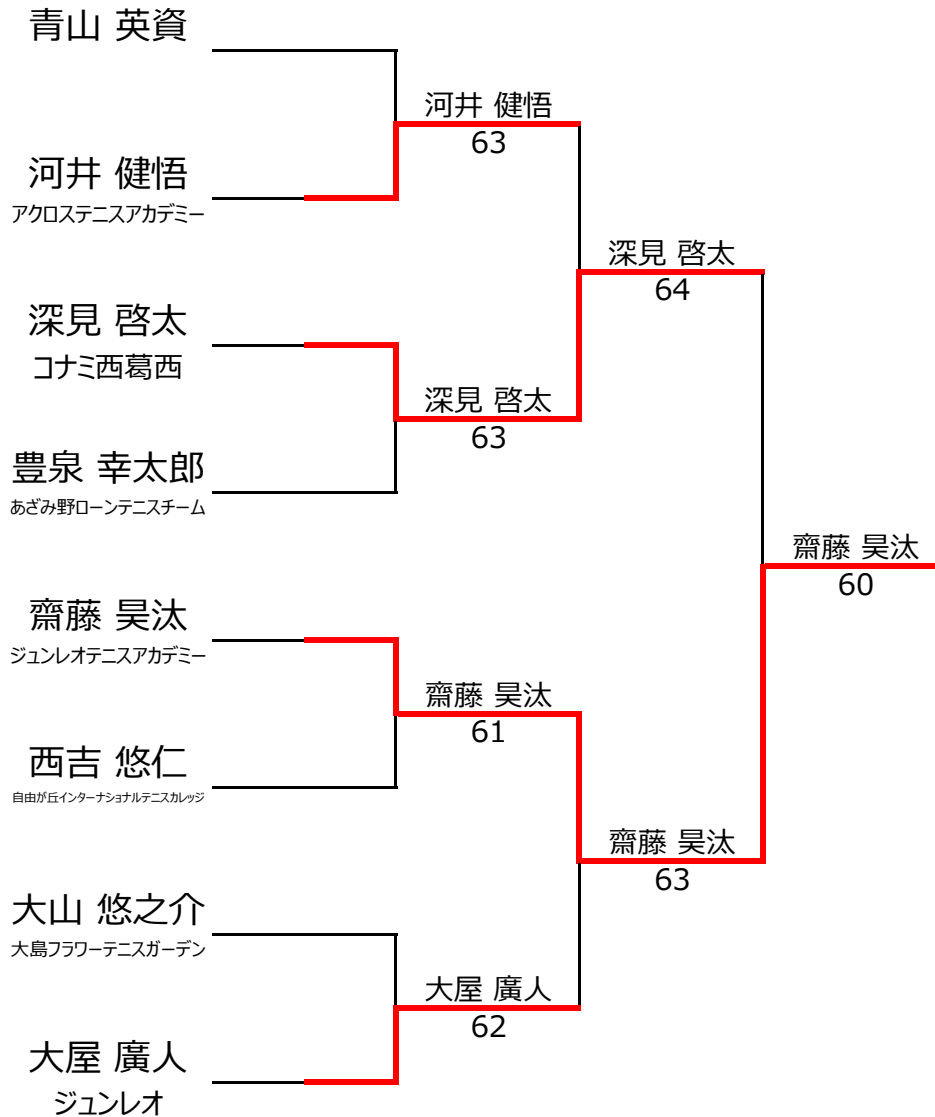 青山 英資
河井 健悟
アクロステニスアカデミー
深見 啓太
コナミ西葛西
豊泉 幸太郎
あざみ野ローンテニスチーム
齋藤 昊汰
ジュンレオテニスアカデミー
西吉 悠仁
自由が丘インターナショナルテニスカレッジ
大山 悠之介
大島フラワーテニスガーデン
大屋 廣人
ジュンレオ
河井 健悟
63
深見 啓太
63
齋藤 昊汰
61
大屋 廣人
62
深見 啓太
64
齋藤 昊汰
63
齋藤 昊汰
60